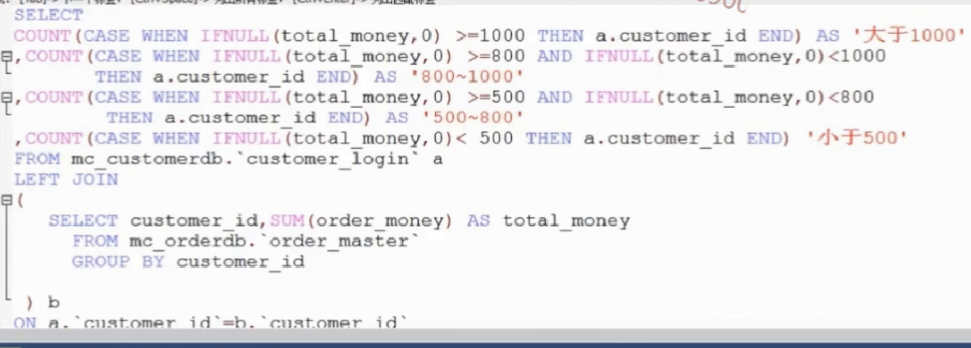 SELECT
COUNT(CASE WHEN IFNULL(total_money,0) >=1000 THEN a.customer_id END) AS '大于1000'
,COUNT(CASE WHEN IFNULL(total_money,0) >=800 AND IFNULL(total_money,0)<1000
THEN a.customer_id END) AS '800~1000'
,COUNT(CASE WHEN IFNULL(total_money,0) >=500 AND IFNULL(total_money,0)<800
THEN a.customer_id END) AS '500~800'
,COUNT(CASE WHEN IFNULL(total_money,0)< 500 THEN a.customer_id END) '小于500'
FROM mc_customerdb.`customer_login` a
LEFT JOIN
(
SELECT customer_id,SUM(order_money) AS total_money
FROM mc_orderdb.`order_master`
GROUP BY customer_id
) b
ON a.`customer_id`=b.`customer_id`